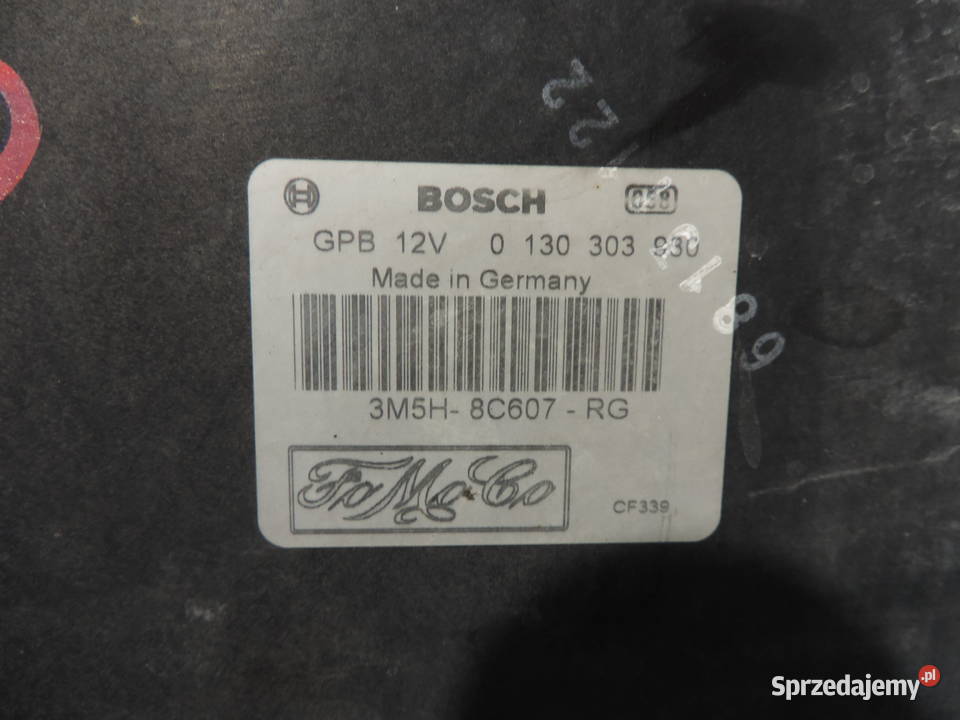 BOSCH
GPB 12V 0 130 303 930
Made in Germany
3M5H- 8C607 - RG
FoMoCo
CF339
Sprzedajemy.pl